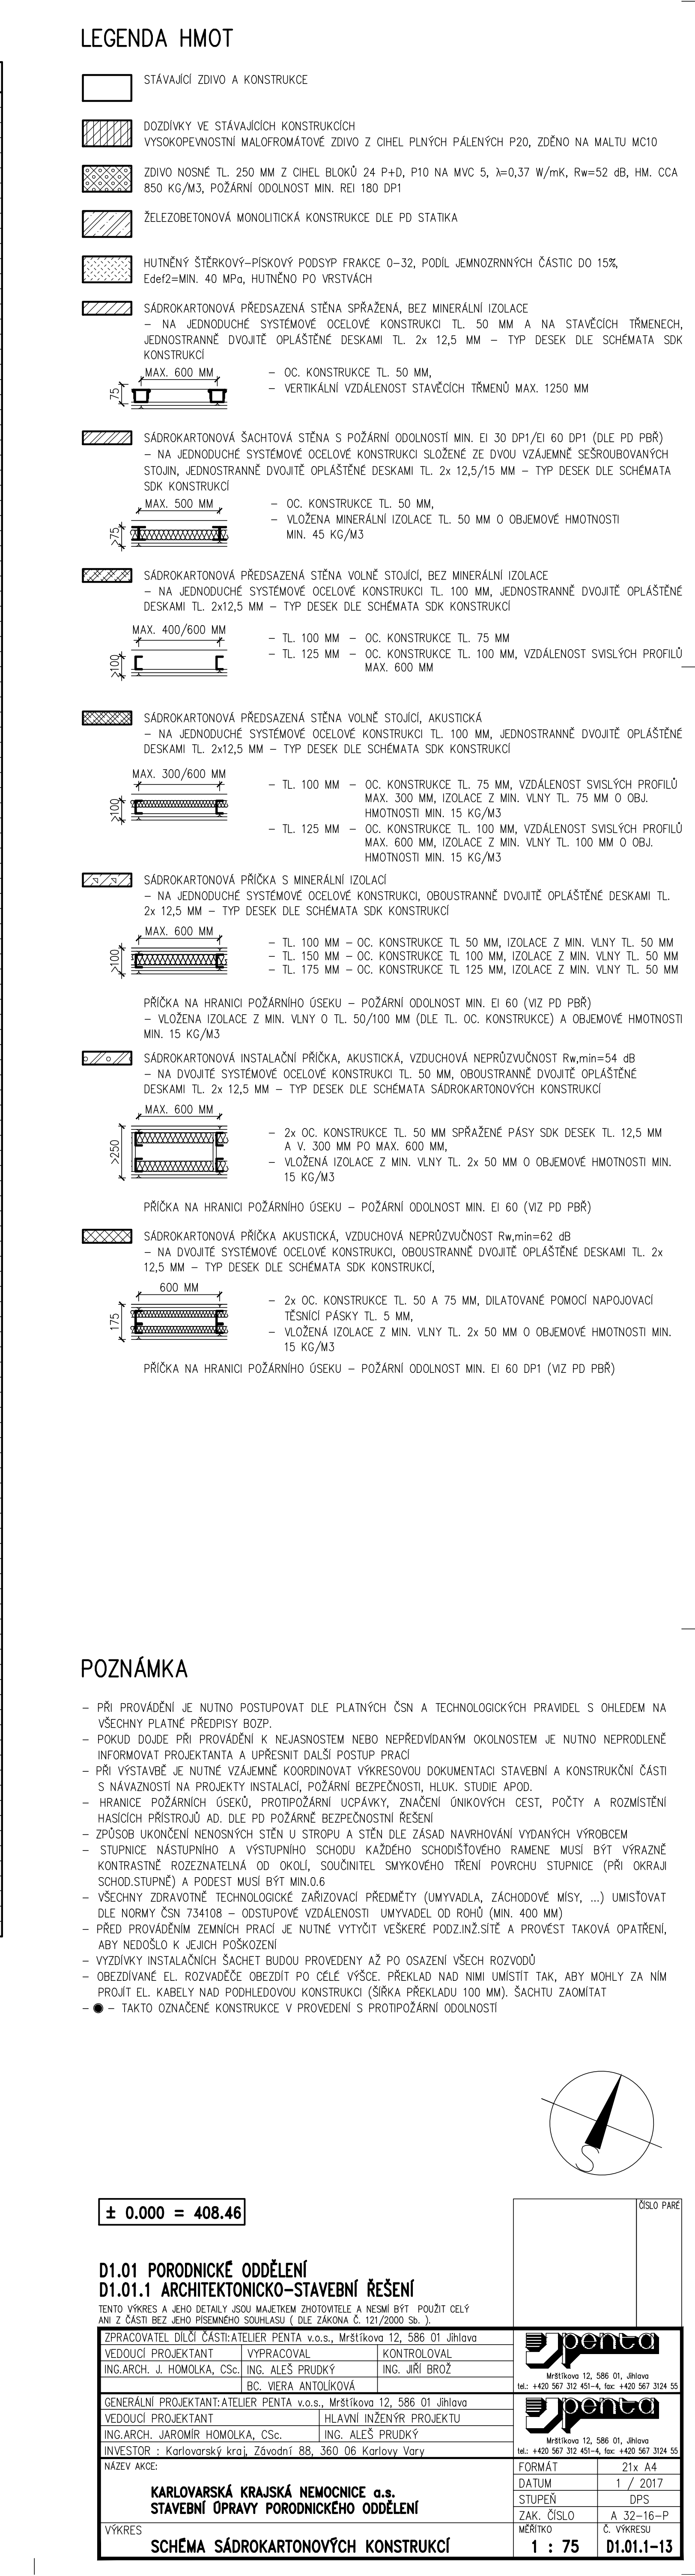 LEGENDA HMOT
STÁVAJÍCÍ ZDIVO A KONSTRUKCE
DOZDÍVKY VE STÁVAJÍCÍCH KONSTRUKCÍCH
VYSOKOPEVNOSTNÍ MALOFROMÁTOVÉ ZDIVO Z CIHEL PLNÝCH PÁLENÝCH P20, ZDĚNO NA MALTU MC10
ZDIVO NOSNÉ TL. 250 MM Z CIHEL BLOKŮ 24 P+D, P10 NA MVC 5, λ=0,37 W/mK, Rw=52 dB, HM. CCA
850 KG/M3, POŽÁRNÍ ODOLNOST MIN. REI 180 DP1
ŽELEZOBETONOVÁ MONOLITICKÁ KONSTRUKCE DLE PD STATIKA
HUTNĚNÝ ŠTĚRKOVÝ-PÍSKOVÝ PODSYP FRAKCE 0-32, PODÍL JEMNOZRNNÝCH ČÁSTIC DO 15%,
Edef2=MIN. 40 MPa, HUTNĚNO PO VRSTVÁCH
SÁDROKARTONOVÁ PŘEDSAZENÁ STĚNA SPŘAŽENÁ, BEZ MINERÁLNÍ IZOLACE
- NA JEDNODUCHÉ SYSTÉMOVÉ OCELOVÉ KONSTRUKCI TL. 50 MM A NA STAVĚCÍCH TŘMENECH,
JEDNOSTRANNĚ DVOJITĚ OPLÁŠTĚNÉ DESKAMI TL. 2x 12,5 MM - TYP DESEK DLE SCHÉMATA SDK
KONSTRUKCÍ
MAX. 600 MM
75
- OC. KONSTRUKCE TL. 50 MM,
- VERTIKÁLNÍ VZDÁLENOST STAVĚCÍCH TŘMENŮ MAX. 1250 MM
SÁDROKARTONOVÁ ŠACHTOVÁ STĚNA S POŽÁRNÍ ODOLNOSTÍ MIN. EI 30 DP1/EI 60 DP1 (DLE PD PBŘ)
- NA JEDNODUCHÉ SYSTÉMOVÉ OCELOVÉ KONSTRUKCI SLOŽENÉ ZE DVOU VZÁJEMNĚ SEŠROUBOVANÝCH
STOJIN, JEDNOSTRANNĚ DVOJITĚ OPLÁŠTĚNÉ DESKAMI TL. 2x 12,5/15 MM - TYP DESEK DLE SCHÉMATA
SDK KONSTRUKCÍ
MAX. 500 MM
>75
- OC. KONSTRUKCE TL. 50 MM,
- VLOŽENA MINERÁLNÍ IZOLACE TL. 50 MM O OBJEMOVÉ HMOTNOSTI
MIN. 45 KG/M3
SÁDROKARTONOVÁ PŘEDSAZENÁ STĚNA VOLNĚ STOJÍCÍ, BEZ MINERÁLNÍ IZOLACE
- NA JEDNODUCHÉ SYSTÉMOVÉ OCELOVÉ KONSTRUKCI TL. 100 MM, JEDNOSTRANNĚ DVOJITĚ OPLÁŠTĚNÉ
DESKAMI TL. 2x12,5 MM - TYP DESEK DLE SCHÉMATA SDK KONSTRUKCÍ
MAX. 400/600 MM
>100
- TL. 100 MM - OC. KONSTRUKCE TL. 75 MM
- TL. 125 MM - OC. KONSTRUKCE TL. 100 MM, VZDÁLENOST SVISLÝCH PROFILŮ
MAX. 600 MM
SÁDROKARTONOVÁ PŘEDSAZENÁ STĚNA VOLNĚ STOJÍCÍ, AKUSTICKÁ
- NA JEDNODUCHÉ SYSTÉMOVÉ OCELOVÉ KONSTRUKCI TL. 100 MM, JEDNOSTRANNĚ DVOJITĚ OPLÁŠTĚNÉ
DESKAMI TL. 2x12,5 MM - TYP DESEK DLE SCHÉMATA SDK KONSTRUKCÍ
MAX. 300/600 MM
>100
- TL. 100 MM - OC. KONSTRUKCE TL. 75 MM, VZDÁLENOST SVISLÝCH PROFILŮ
MAX. 300 MM, IZOLACE Z MIN. VLNY TL. 75 MM O OBJ.
HMOTNOSTI MIN. 15 KG/M3
- TL. 125 MM - OC. KONSTRUKCE TL. 100 MM, VZDÁLENOST SVISLÝCH PROFILŮ
MAX. 600 MM, IZOLACE Z MIN. VLNY TL. 100 MM O OBJ.
HMOTNOSTI MIN. 15 KG/M3
SÁDROKARTONOVÁ PŘÍČKA S MINERÁLNÍ IZOLACÍ
- NA JEDNODUCHÉ SYSTÉMOVÉ OCELOVÉ KONSTRUKCI, OBOUSTRANNĚ DVOJITĚ OPLÁŠTĚNÉ DESKAMI TL.
2x 12,5 MM - TYP DESEK DLE SCHÉMATA SDK KONSTRUKCÍ
MAX. 600 MM
>100
- TL. 100 MM - OC. KONSTRUKCE TL 50 MM, IZOLACE Z MIN. VLNY TL. 50 MM
- TL. 150 MM - OC. KONSTRUKCE TL 100 MM, IZOLACE Z MIN. VLNY TL. 50 MM
- TL. 175 MM - OC. KONSTRUKCE TL 125 MM, IZOLACE Z MIN. VLNY TL. 50 MM
PŘÍČKA NA HRANICI POŽÁRNÍHO ÚSEKU - POŽÁRNÍ ODOLNOST MIN. EI 60 (VIZ PD PBŘ)
- VLOŽENA IZOLACE Z MIN. VLNY O TL. 50/100 MM (DLE TL. OC. KONSTRUKCE) A OBJEMOVÉ HMOTNOSTI
MIN. 15 KG/M3
SÁDROKARTONOVÁ INSTALAČNÍ PŘÍČKA, AKUSTICKÁ, VZDUCHOVÁ NEPRŮZVUČNOST Rw,min=54 dB
- NA DVOJITÉ SYSTÉMOVÉ OCELOVÉ KONSTRUKCI TL. 50 MM, OBOUSTRANNĚ DVOJITĚ OPLÁŠTĚNÉ
DESKAMI TL. 2x 12,5 MM - TYP DESEK DLE SCHÉMATA SÁDROKARTONOVÝCH KONSTRUKCÍ
MAX. 600 MM
>250
- 2x OC. KONSTRUKCE TL. 50 MM SPŘAŽENÉ PÁSY SDK DESEK TL. 12,5 MM
A V. 300 MM PO MAX. 600 MM,
- VLOŽENÁ IZOLACE Z MIN. VLNY TL. 2x 50 MM O OBJEMOVÉ HMOTNOSTI MIN.
15 KG/M3
PŘÍČKA NA HRANICI POŽÁRNÍHO ÚSEKU - POŽÁRNÍ ODOLNOST MIN. EI 60 (VIZ PD PBŘ)
SÁDROKARTONOVÁ PŘÍČKA AKUSTICKÁ, VZDUCHOVÁ NEPRŮZVUČNOST Rw,min=62 dB
- NA DVOJITÉ SYSTÉMOVÉ OCELOVÉ KONSTRUKCI, OBOUSTRANNĚ DVOJITĚ OPLÁŠTĚNÉ DESKAMI TL. 2x
12,5 MM - TYP DESEK DLE SCHÉMATA SDK KONSTRUKCÍ,
600 MM
175
- 2x OC. KONSTRUKCE TL. 50 A 75 MM, DILATOVANÉ POMOCÍ NAPOJOVACÍ
TĚSNÍCÍ PÁSKY TL. 5 MM,
- VLOŽENÁ IZOLACE Z MIN. VLNY TL. 2x 50 MM O OBJEMOVÉ HMOTNOSTI MIN.
15 KG/M3
PŘÍČKA NA HRANICI POŽÁRNÍHO ÚSEKU - POŽÁRNÍ ODOLNOST MIN. EI 60 DP1 (VIZ PD PBŘ)
POZNÁMKA
- PŘI PROVÁDĚNÍ JE NUTNO POSTUPOVAT DLE PLATNÝCH ČSN A TECHNOLOGICKÝCH PRAVIDEL S OHLEDEM NA
VŠECHNY PLATNÉ PŘEDPISY BOZP.
- POKUD DOJDE PŘI PROVÁDĚNÍ K NEJASNOSTEM NEBO NEPŘEDVÍDANÝM OKOLNOSTEM JE NUTNO NEPRODLENĚ
INFORMOVAT PROJEKTANTA A UPŘESNIT DALŠÍ POSTUP PRACÍ
- PŘI VÝSTAVBĚ JE NUTNÉ VZÁJEMNĚ KOORDINOVAT VÝKRESOVOU DOKUMENTACI STAVEBNÍ A KONSTRUKČNÍ ČÁSTI
S NÁVAZNOSTÍ NA PROJEKTY INSTALACÍ, POŽÁRNÍ BEZPEČNOSTI, HLUK. STUDIE APOD.
- HRANICE POŽÁRNÍCH ÚSEKŮ, PROTIPOŽÁRNÍ UCPÁVKY, ZNAČENÍ ÚNIKOVÝCH CEST, POČTY A ROZMÍSTĚNÍ
HASÍCÍCH PŘÍSTROJŮ AD. DLE PD POŽÁRNĚ BEZPEČNOSTNÍ ŘEŠENÍ
- ZPŮSOB UKONČENÍ NENOSNÝCH STĚN U STROPU A STĚN DLE ZÁSAD NAVRHOVÁNÍ VYDANÝCH VÝROBCEM
- STUPNICE NÁSTUPNÍHO A VÝSTUPNÍHO SCHODU KAŽDÉHO SCHODIŠŤOVÉHO RAMENE MUSÍ BÝT VÝRAZNĚ
KONTRASTNĚ ROZEZNATELNÁ OD OKOLÍ, SOUČINITEL SMYKOVÉHO TŘENÍ POVRCHU STUPNICE (PŘI OKRAJI
SCHOD.STUPNĚ) A PODEST MUSÍ BÝT MIN.0.6
- VŠECHNY ZDRAVOTNĚ TECHNOLOGICKÉ ZAŘIZOVACÍ PŘEDMĚTY (UMYVADLA, ZÁCHODOVÉ MÍSY, ...) UMISŤOVAT
DLE NORMY ČSN 734108 - ODSTUPOVÉ VZDÁLENOSTI UMYVADEL OD ROHŮ (MIN. 400 MM)
- PŘED PROVÁDĚNÍM ZEMNÍCH PRACÍ JE NUTNÉ VYTYČIT VEŠKERÉ PODZ.INŽ.SÍTĚ A PROVÉST TAKOVÁ OPATŘENÍ,
ABY NEDOŠLO K JEJICH POŠKOZENÍ
- VYZDÍVKY INSTALAČNÍCH ŠACHET BUDOU PROVEDENY AŽ PO OSAZENÍ VŠECH ROZVODŮ
- OBEZDÍVANÉ EL. ROZVADĚČE OBEZDÍT PO CELÉ VÝŠCE. PŘEKLAD NAD NIMI UMÍSTÍT TAK, ABY MOHLY ZA NÍM
PROJÍT EL. KABELY NAD PODHLEDOVOU KONSTRUKCI (ŠÍŘKA PŘEKLADU 100 MM). ŠACHTU ZAOMÍTAT
- ● - TAKTO OZNAČENÉ KONSTRUKCE V PROVEDENÍ S PROTIPOŽÁRNÍ ODOLNOSTÍ
S
± 0.000 = 408.46
ČÍSLO PARÉ
D1.01 PORODNICKÉ ODDĚLENÍ
D1.01.1 ARCHITEKTONICKO-STAVEBNÍ ŘEŠENÍ
TENTO VÝKRES A JEHO DETAILY JSOU MAJETKEM ZHOTOVITELE A NESMÍ BÝT POUŽIT CELÝ
ANI Z ČÁSTI BEZ JEHO PÍSEMNÉHO SOUHLASU ( DLE ZÁKONA Č. 121/2000 Sb. ).
ZPRACOVATEL DÍLČÍ ČÁSTI:ATELIER PENTA v.o.s., Mrštíkova 12, 586 01 Jihlava
VEDOUCÍ PROJEKTANT VYPRACOVAL KONTROLOVAL
ING.ARCH. J. HOMOLKA, CSc. ING. ALEŠ PRUDKÝ ING. JIŘÍ BROŽ
BC. VIERA ANTOLÍKOVÁ
penta
Mrštíkova 12, 586 01, Jihlava
tel.: +420 567 312 451-4, fax: +420 567 3124 55
GENERÁLNÍ PROJEKTANT:ATELIER PENTA v.o.s., Mrštíkova 12, 586 01 Jihlava
VEDOUCÍ PROJEKTANT HLAVNÍ INŽENÝR PROJEKTU
ING.ARCH. JAROMÍR HOMOLKA, CSc. ING. ALEŠ PRUDKÝ
INVESTOR : Karlovarský kraj, Závodní 88, 360 06 Karlovy Vary
penta
Mrštíkova 12, 586 01, Jihlava
tel.: +420 567 312 451-4, fax: +420 567 3124 55
NÁZEV AKCE:
KARLOVARSKÁ KRAJSKÁ NEMOCNICE a.s.
STAVEBNÍ ÚPRAVY PORODNICKÉHO ODDĚLENÍ
FORMÁT 21x A4
DATUM 1 / 2017
STUPEŇ DPS
ZAK. ČÍSLO A 32-16-P
VÝKRES
SCHÉMA SÁDROKARTONOVÝCH KONSTRUKCÍ
MĚŘÍTKO
1 : 75
Č. VÝKRESU
D1.01.1-13